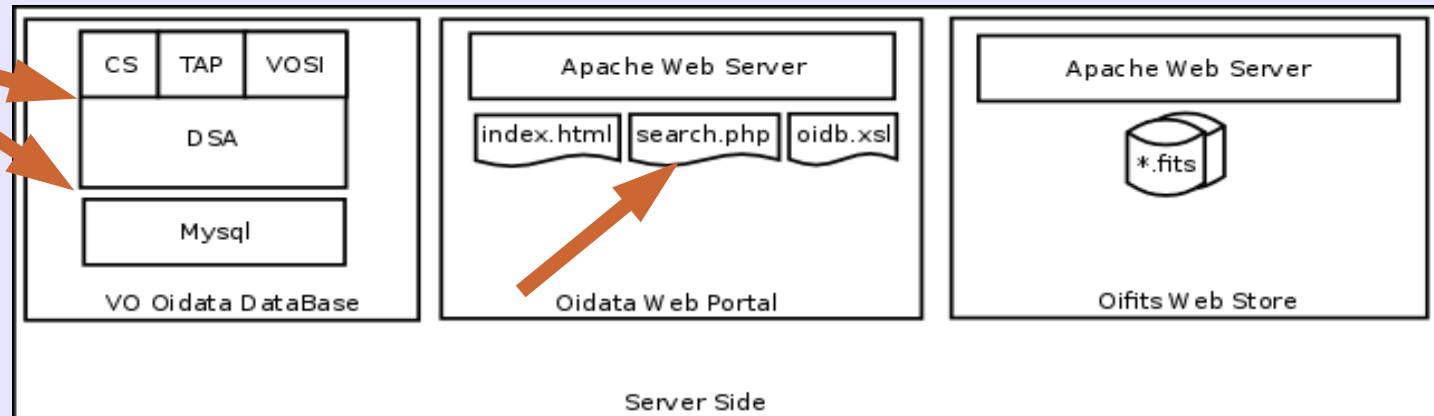 CS TAP VOSI
DSA
Mysql
VO Oidata DataBase
Apache Web Server
index.html search.php oidb.xsl
Oidata Web Portal
Apache Web Server
*.fits
Oifits Web Store
Server Side